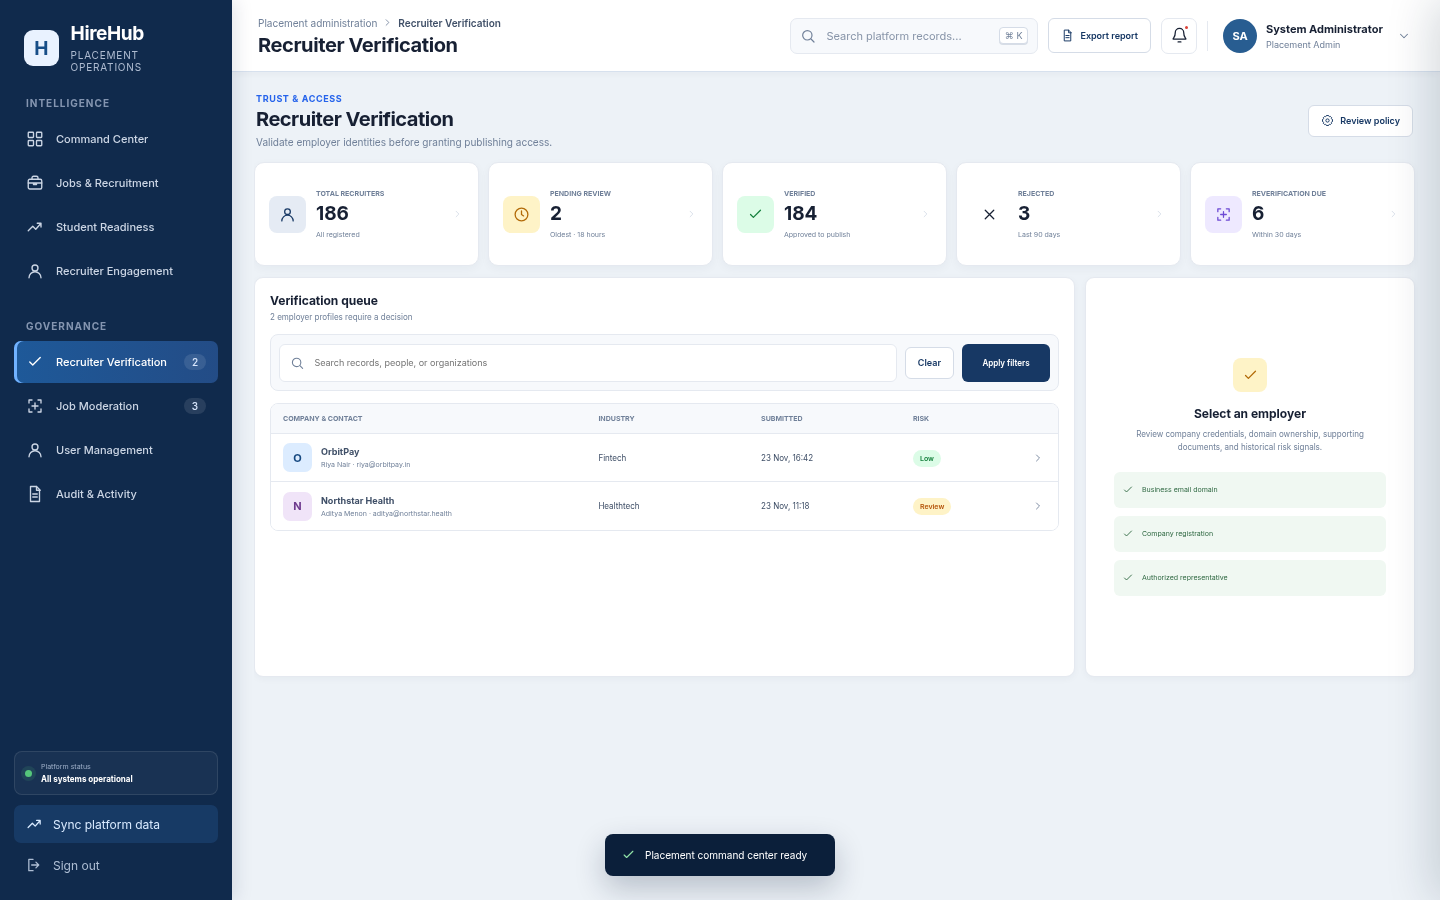 H
HireHub
PLACEMENT
OPERATIONS
INTELLIGENCE
Command Center
Jobs & Recruitment
Student Readiness
Recruiter Engagement
GOVERNANCE
Recruiter Verification 2
Job Moderation 3
User Management
Audit & Activity
Platform status
All systems operational
Sync platform data
Sign out
Placement administration Recruiter Verification
Recruiter Verification
Search platform records...
⌘ K
Export report
SA
System Administrator
Placement Admin
TRUST & ACCESS
Recruiter Verification
Validate employer identities before granting publishing access.
Review policy
TOTAL RECRUITERS
186
All registered
PENDING REVIEW
2
Oldest · 18 hours
VERIFIED
184
Approved to publish
REJECTED
3
Last 90 days
REVERIFICATION DUE
6
Within 30 days
Verification queue
2 employer profiles require a decision
Search records, people, or organizations
Clear
Apply filters
COMPANY & CONTACT INDUSTRY SUBMITTED RISK
O
OrbitPay
Riya Nair · riya@orbitpay.in
Fintech
23 Nov, 16:42
Low
N
Northstar Health
Aditya Menon · aditya@northstar.health
Healthtech
23 Nov, 11:18
Review
Select an employer
Review company credentials, domain ownership, supporting
documents, and historical risk signals.
Business email domain
Company registration
Authorized representative
Placement command center ready